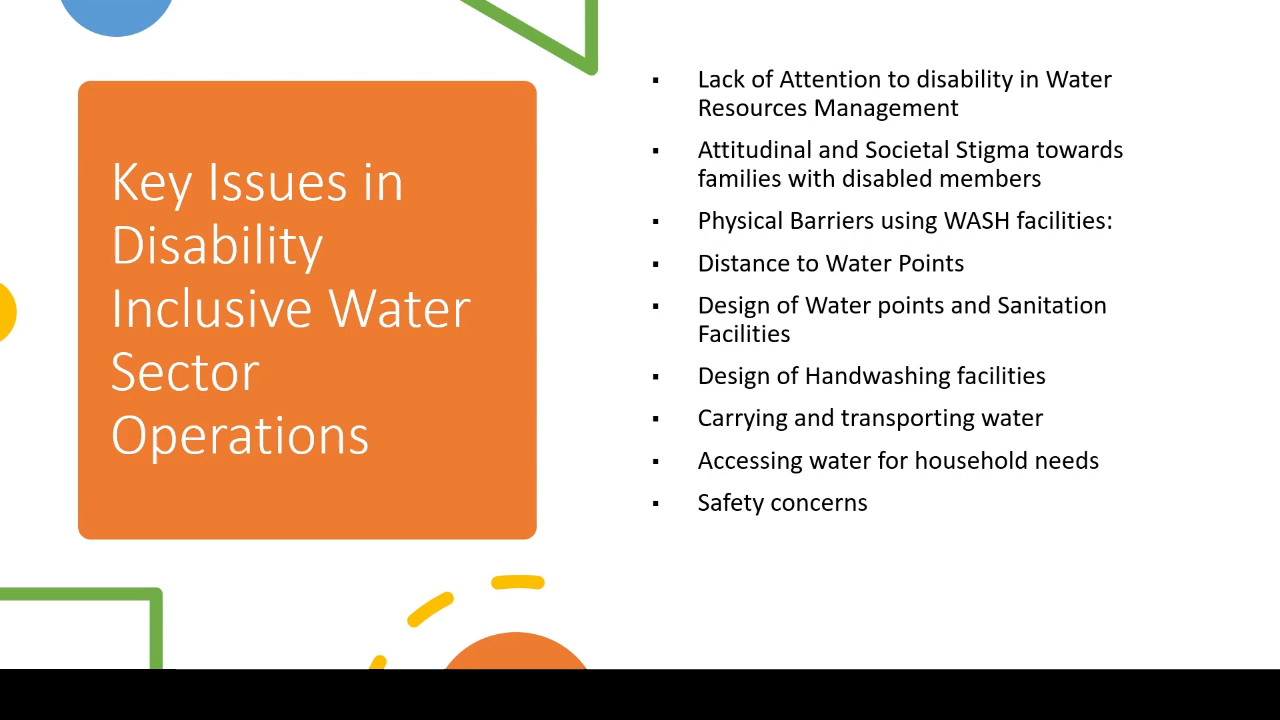 Key Issues in
Disability
Inclusive Water
Sector
Operations
▪ Lack of Attention to disability in Water
Resources Management
▪ Attitudinal and Societal Stigma towards
families with disabled members
▪ Physical Barriers using WASH facilities:
▪ Distance to Water Points
▪ Design of Water points and Sanitation
Facilities
▪ Design of Handwashing facilities
▪ Carrying and transporting water
▪ Accessing water for household needs
▪ Safety concerns